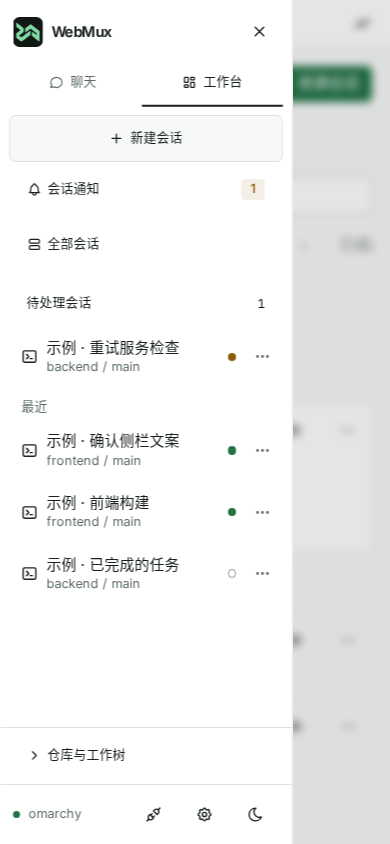 WebMux
聊天
工作台
新建会话
会话通知
1
全部会话
待处理会话
1
示例 · 重试服务检查
backend / main
最近
示例 · 确认侧栏文案
frontend / main
示例 · 前端构建
frontend / main
示例 · 已完成的任务
backend / main
仓库与工作树
omarchy